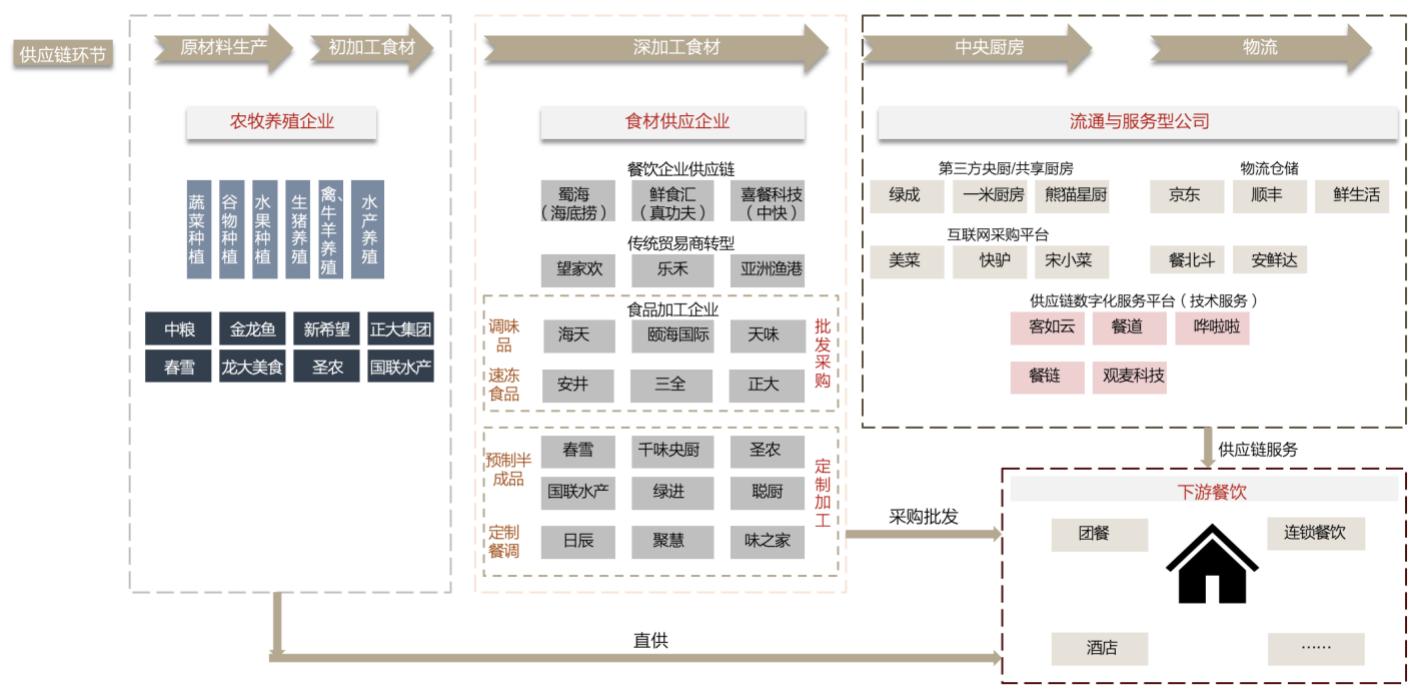 供应链环节
原材料生产
初加工食材
深加工食材
中央厨房
物流
农牧养殖企业
蔬菜种植
谷物种植
水果种植
生猪养殖
禽、牛羊养殖
水产养殖
中粮
金龙鱼
新希望
正大集团
春雪
龙大美食
圣农
国联水产
食材供应企业
餐饮企业供应链
蜀海
（海底捞）
鲜食汇
（真功夫）
喜餐科技
（中快）
传统贸易商转型
望家欢
乐禾
亚洲渔港
食品加工企业
调味
品
海天
颐海国际
天味
速冻
食品
安井
三全
正大
批发采购
预制半
成品
春雪
千味央厨
圣农
国联水产
绿进
聪厨
定制
餐调
日辰
聚慧
味之家
定制加工
流通与服务型公司
第三方央厨/共享厨房
绿成
一米厨房
熊猫星厨
互联网采购平台
美菜
快驴
宋小菜
物流仓储
京东
顺丰
鲜生活
餐北斗
安鲜达
供应链数字化服务平台（技术服务）
客如云
餐道
哗啦啦
餐链
观麦科技
供应链服务
采购批发
直供
下游餐饮
团餐
连锁餐饮
酒店
……